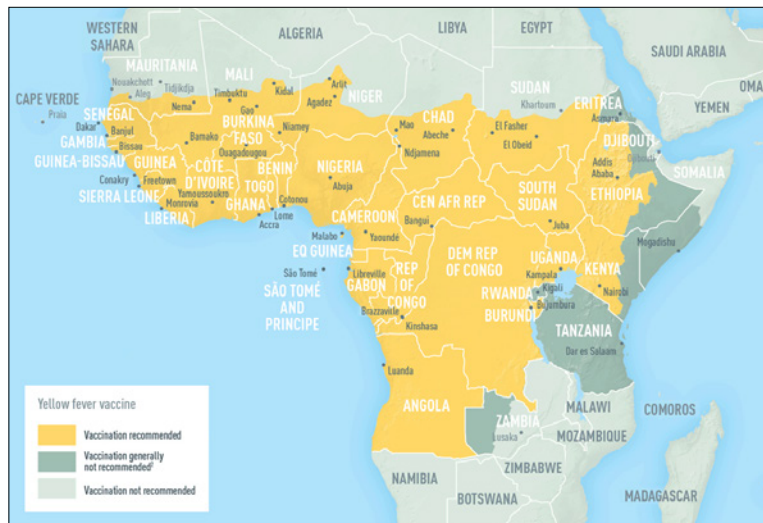 WESTERN
SAHARA
ALGERIA
LIBYA
EGYPT
SAUDI ARABIA
OMA
YEMEN
MAURITANIA
Nouakchott
Tidjikdja
Aleg
MALI
Timbuktu
Kidal
Arlit
Agadez
NIGER
SUDAN
Khartoum
ERITREA
Asmara
CAPE VERDE
Praia
SENEGAL
Dakar
Nema
Gao
BURKINA
FASO
Niamey
Mao
CHAD
Abeche
El Fasher
El Obeid
DJIBOUTI
Djibouti
GAMBIA
Banjul
Bissau
Bamako
Ouagadougou
Ndjamena
GUINEA-BISSAU
GUINEA
CÔTE
D'IVOIRE
BENIN
NIGERIA
Abuja
Addis
Ababa
SOMALIA
ETHIOPIA
Conakry
Freetown
SIERRA LEONE
Yamoussoukro
Monrovia
LIBERIA
TOGO
GHANA
Cotonou
Lome
Accra
CAMEROON
CEN AFR REP
Bangui
SOUTH
SUDAN
Juba
Malabo
Yaoundé
EQ GUINEA
DEM REP
OF CONGO
UGANDA
Kampala
KENYA
Mogadishu
São Tomé
Libreville
GABON
REP
OF
CONGO
RWANDA
Kigali
Nairobi
SÃO TOMÉ
AND
PRINCIPE
Brazzaville
Kinshasa
BURUNDI
Bujumbura
TANZANIA
Dar es Salaam
Luanda
ANGOLA
ZAMBIA
Lusaka
MALAWI
COMOROS
MOZAMBIQUE
ZIMBABWE
NAMIBIA
BOTSWANA
MADAGASCAR
Yellow fever vaccine
Vaccination recommended
Vaccination generally
not recommended²
Vaccination not recommended